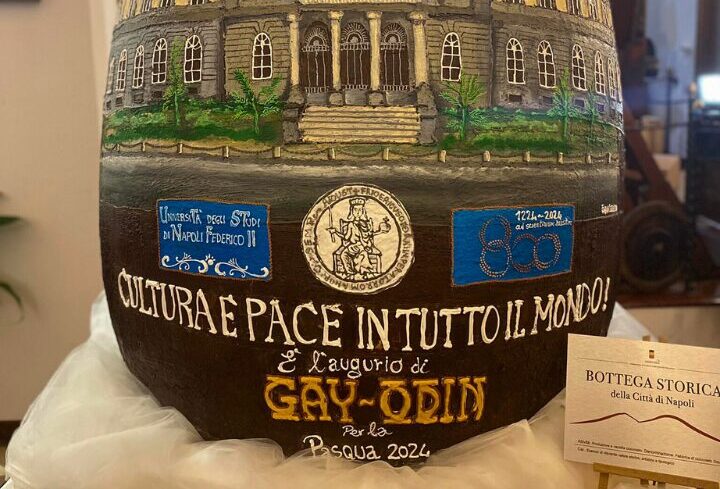 UNIVERSITÀ DEGLI STUDI
DI NAPOLI FEDERICO II
1224~2024
800
CULTURA E PACE IN TUTTO IL MONDO!
È l'augurio di
GAY~ODIN
Per la
Pasqua 2024
BOTTEGA STORICA
della Città di Napoli